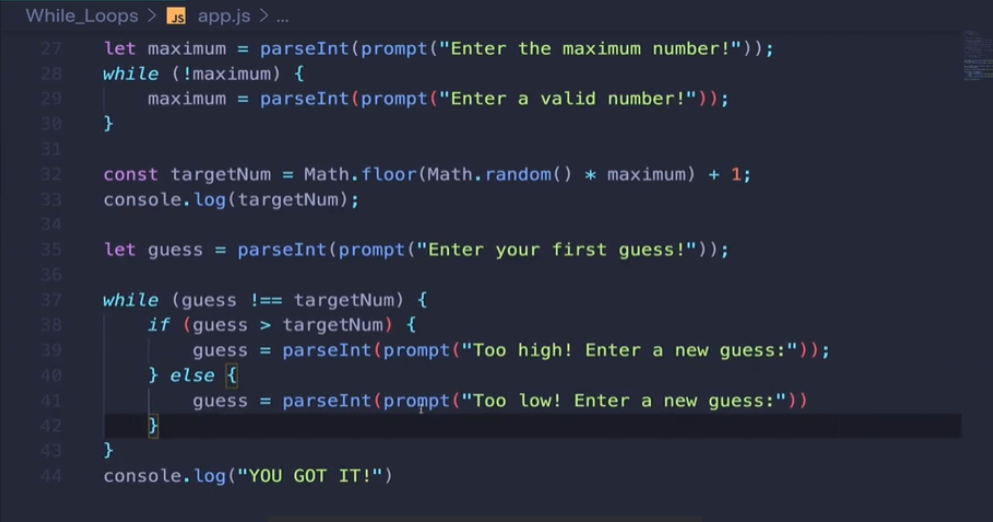 While_Loops > JS app.js > ...
27 let maximum = parseInt(prompt("Enter the maximum number!"));
28 while (!maximum) {
29     maximum = parseInt(prompt("Enter a valid number!"));
30 }
31
32 const targetNum = Math.floor(Math.random() * maximum) + 1;
33 console.log(targetNum);
34
35 let guess = parseInt(prompt("Enter your first guess!"));
36
37 while (guess !== targetNum) {
38     if (guess > targetNum) {
39         guess = parseInt(prompt("Too high! Enter a new guess:"));
40     } else {
41         guess = parseInt(prompt("Too low! Enter a new guess:"))
42     }
43 }
44 console.log("YOU GOT IT!")